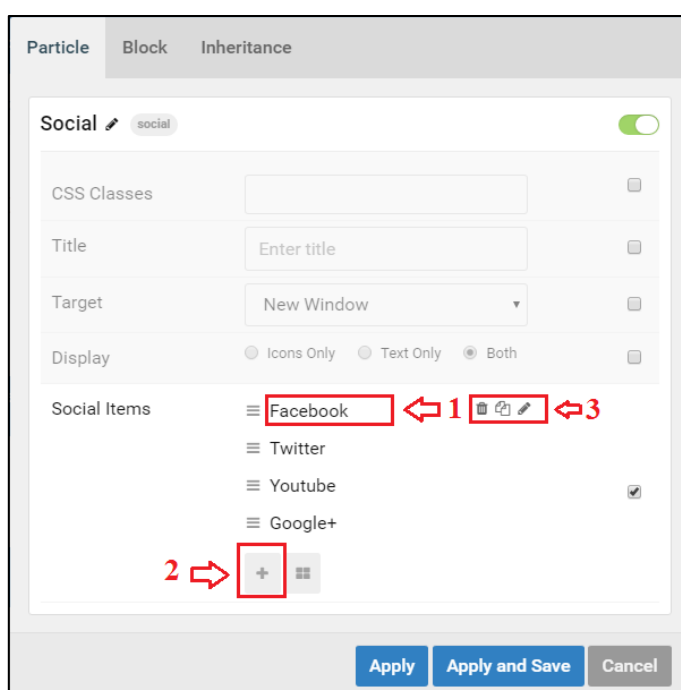 Particle Block Inheritance
Social social
CSS Classes
Title Enter title
Target New Window
Display Icons Only Text Only Both
Social Items Facebook 1 3
Twitter
Youtube
Google+
2
Apply Apply and Save Cancel